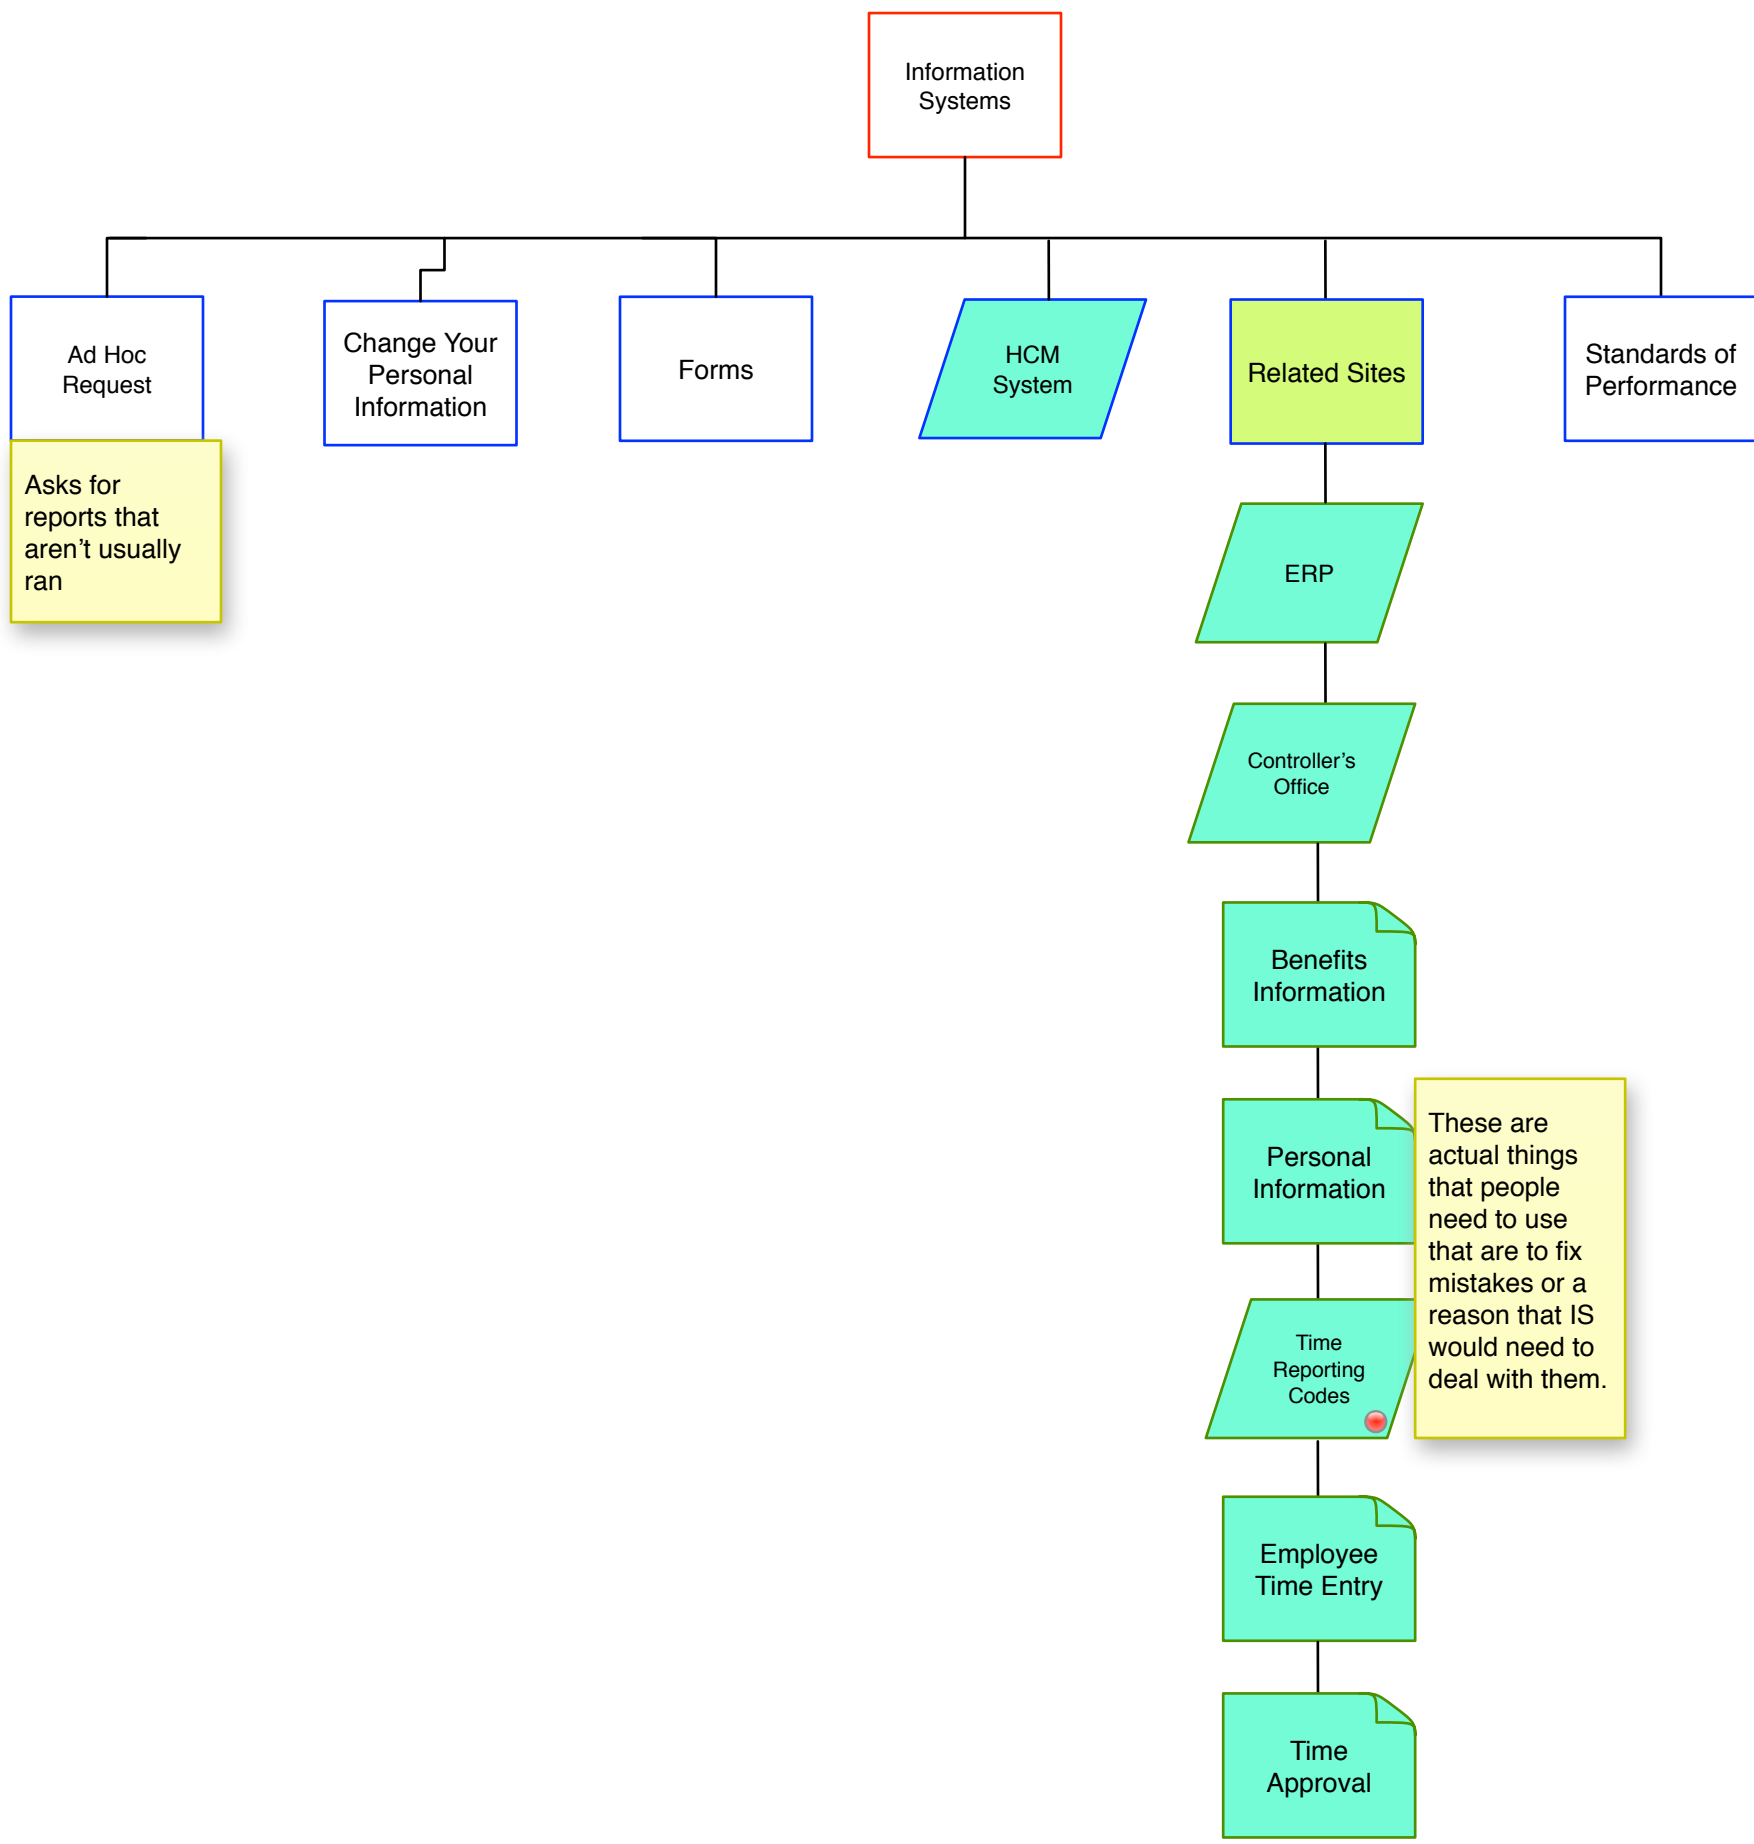 Information
Systems
Ad Hoc
Request
Change Your
Personal
Information
Forms
HCM
System
Related Sites
Standards of
Performance
Asks for
reports that
aren't usually
ran
ERP
Controller's
Office
Benefits
Information
Personal
Information
These are
actual things
that people
need to use
that are to fix
mistakes or a
reason that IS
would need to
deal with them.
Time
Reporting
Codes
Employee
Time Entry
Time
Approval